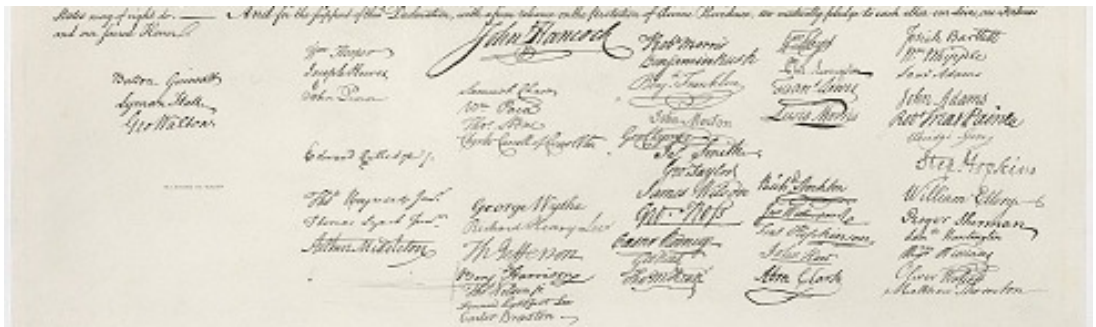 States may of right do. — And for the support of this Declaration, with a firm reliance on the protection of divine Providence, we mutually pledge to each other our Lives, our Fortunes
and our sacred Honor.
Button Gwinnett
Lyman Hall
Geo Walton
Wm Hooper
Joseph Hewes
John Penn
Edward Rutledge
Thos Heyward Junr.
Thomas Lynch Junr.
Arthur Middleton
John Hancock
Samuel Chase
Wm Paca
Thos Stone
Charles Carroll of Carrollton
George Wythe
Richard Henry Lee
Th Jefferson
Benj Harrison
Thos Nelson jr
Francis Lightfoot Lee
Carter Braxton
Robt Morris
Benjamin Rush
Benj Franklin
John Morton
Geo Clymer
Jas Smith
Geo Taylor
James Wilson
Geo Ross
Caesar Rodney
Geo Read
Tho M:Kean
Wm Floyd
Phil Livingston
Frans Lewis
Lewis Morris
Richd Stockton
Jno Witherspoon
Fras Hopkinson
John Hart
Abra Clark
Josiah Bartlett
Wm Whipple
Saml Adams
John Adams
Robt Treat Paine
Elbridge Gerry
Step Hopkins
William Ellery
Roger Sherman
Saml Huntington
Wm Williams
Oliver Wolcott
Matthew Thornton